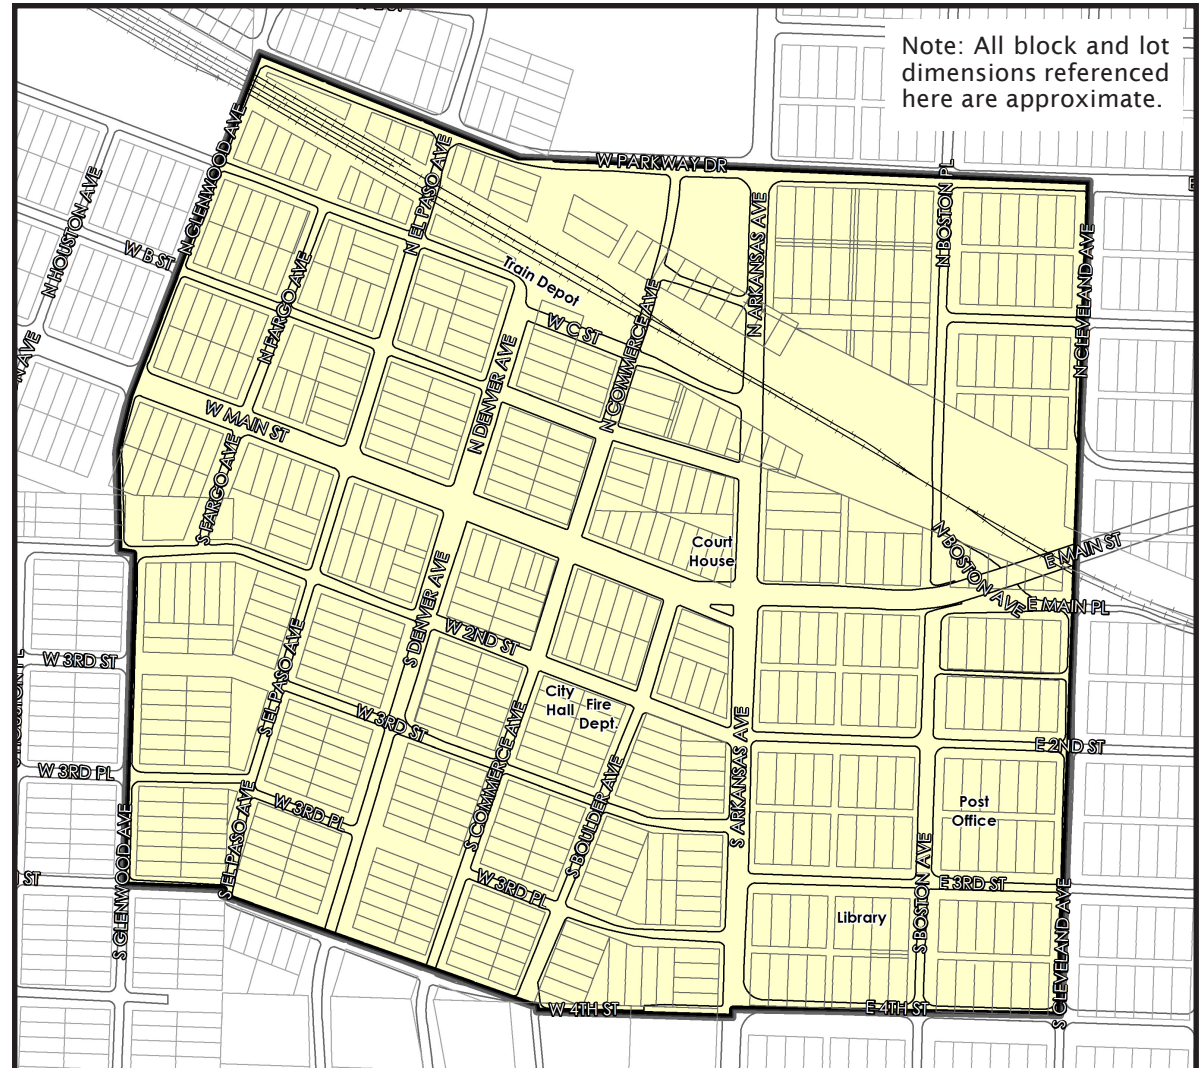 Note: All block and lot
dimensions referenced
here are approximate.
W PARKWAY DR
N GLENWOOD AVE
N EL PASO AVE
N BOSTON PL
N HOUSTON AVE
W B ST
N FARGO AVE
Train Depot
N ARKANSAS AVE
N CLEVELAND AVE
W C ST
N COMMERCE AVE
N DENVER AVE
N AVE
W MAIN ST
S FARGO AVE
Court
House
N BOSTON AVE
E MAIN ST
E MAIN PL
S DENVER AVE
W 2ND ST
W 3RD ST
S EL PASO AVE
City
Hall
Fire
Dept.
W 3RD ST
S COMMERCE AVE
S ARKANSAS AVE
E 2ND ST
W 3RD PL
S BOULDER AVE
Post
Office
S EL PASO AVE
W 3RD PL
S GLENWOOD AVE
ST
W 3RD PL
E 3RD ST
S BOSTON AVE
Library
S CLEVELAND AVE
W 4TH ST
E 4TH ST